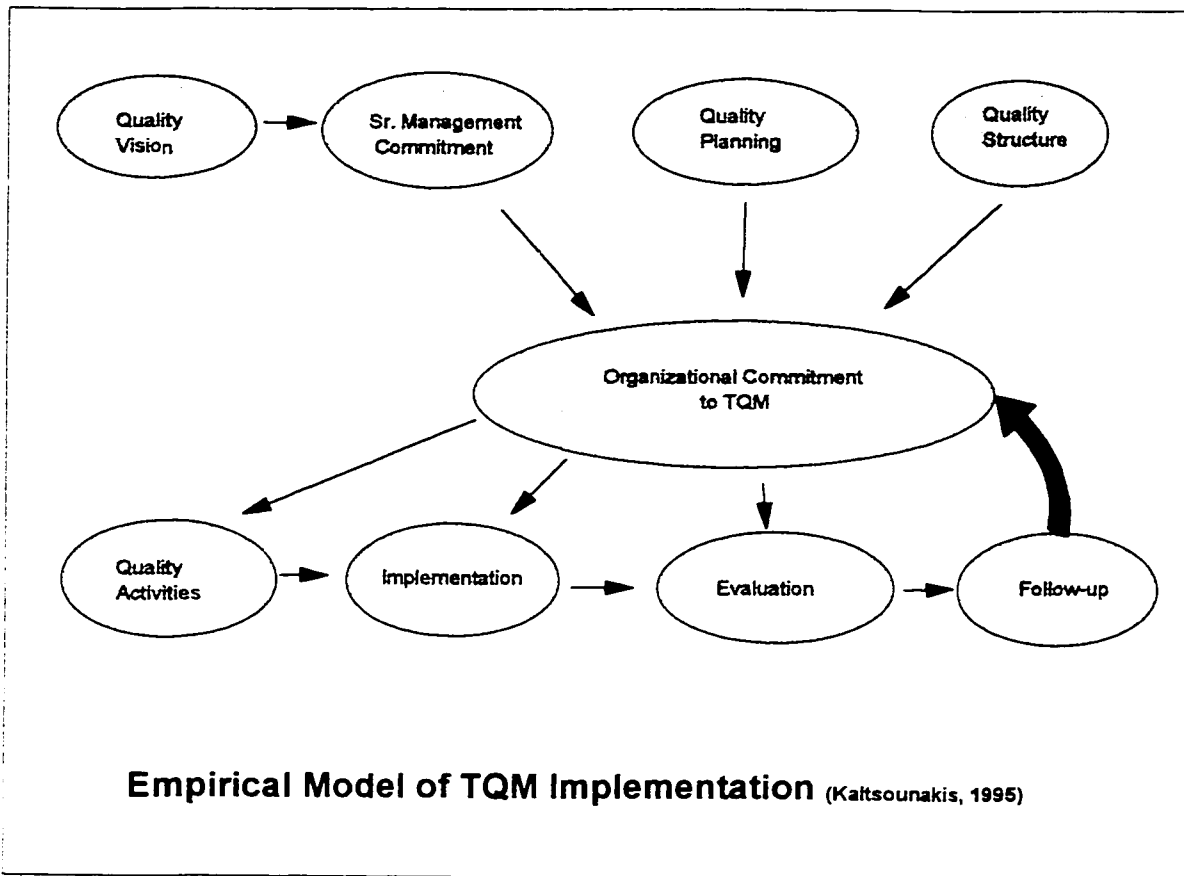 Quality
Vision
Sr. Management
Commitment
Quality
Planning
Quality
Structure
Organizational Commitment
to TQM
Quality
Activities
Implementation
Evaluation
Follow-up
Empirical Model of TQM Implementation (Kaitsounakis, 1995)